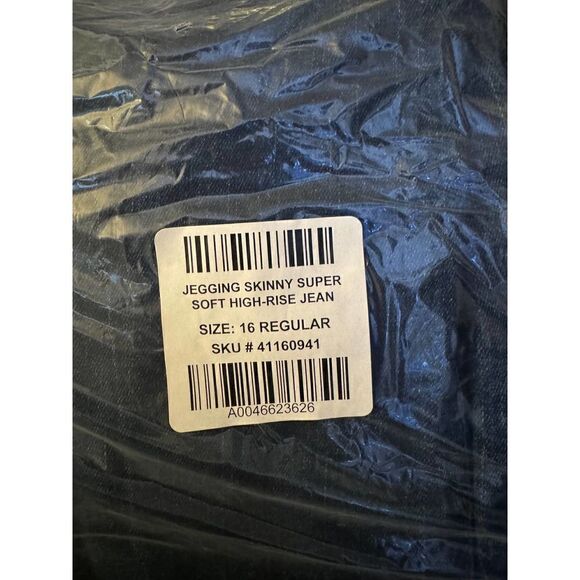 JEGGING SKINNY SUPER
SOFT HIGH-RISE JEAN
SIZE: 16 REGULAR
SKU # 41160941
A0046623626